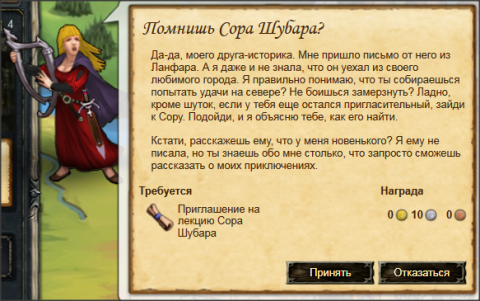 4
Помнишь Сора Шубара?
Да-да, моего друга-историка. Мне пришло письмо от него из
Ланфара. А я даже и не знала, что он уехал из своего
любимого города. Я правильно понимаю, что ты собираешься
попытать удачи на севере? Не боишься замерзнуть? Ладно,
кроме шуток, если у тебя еще остался пригласительный, зайди
к Сору. Подойди, и я объясню тебе, как его найти.
Кстати, расскажешь ему, что у меня новенького? Я ему не
писала, но ты знаешь обо мне столько, что запросто сможешь
рассказать о моих приключениях.
Требуется
Награда
Приглашение на
лекцию Сора
Шубара
0 10 0
Принять Отказаться